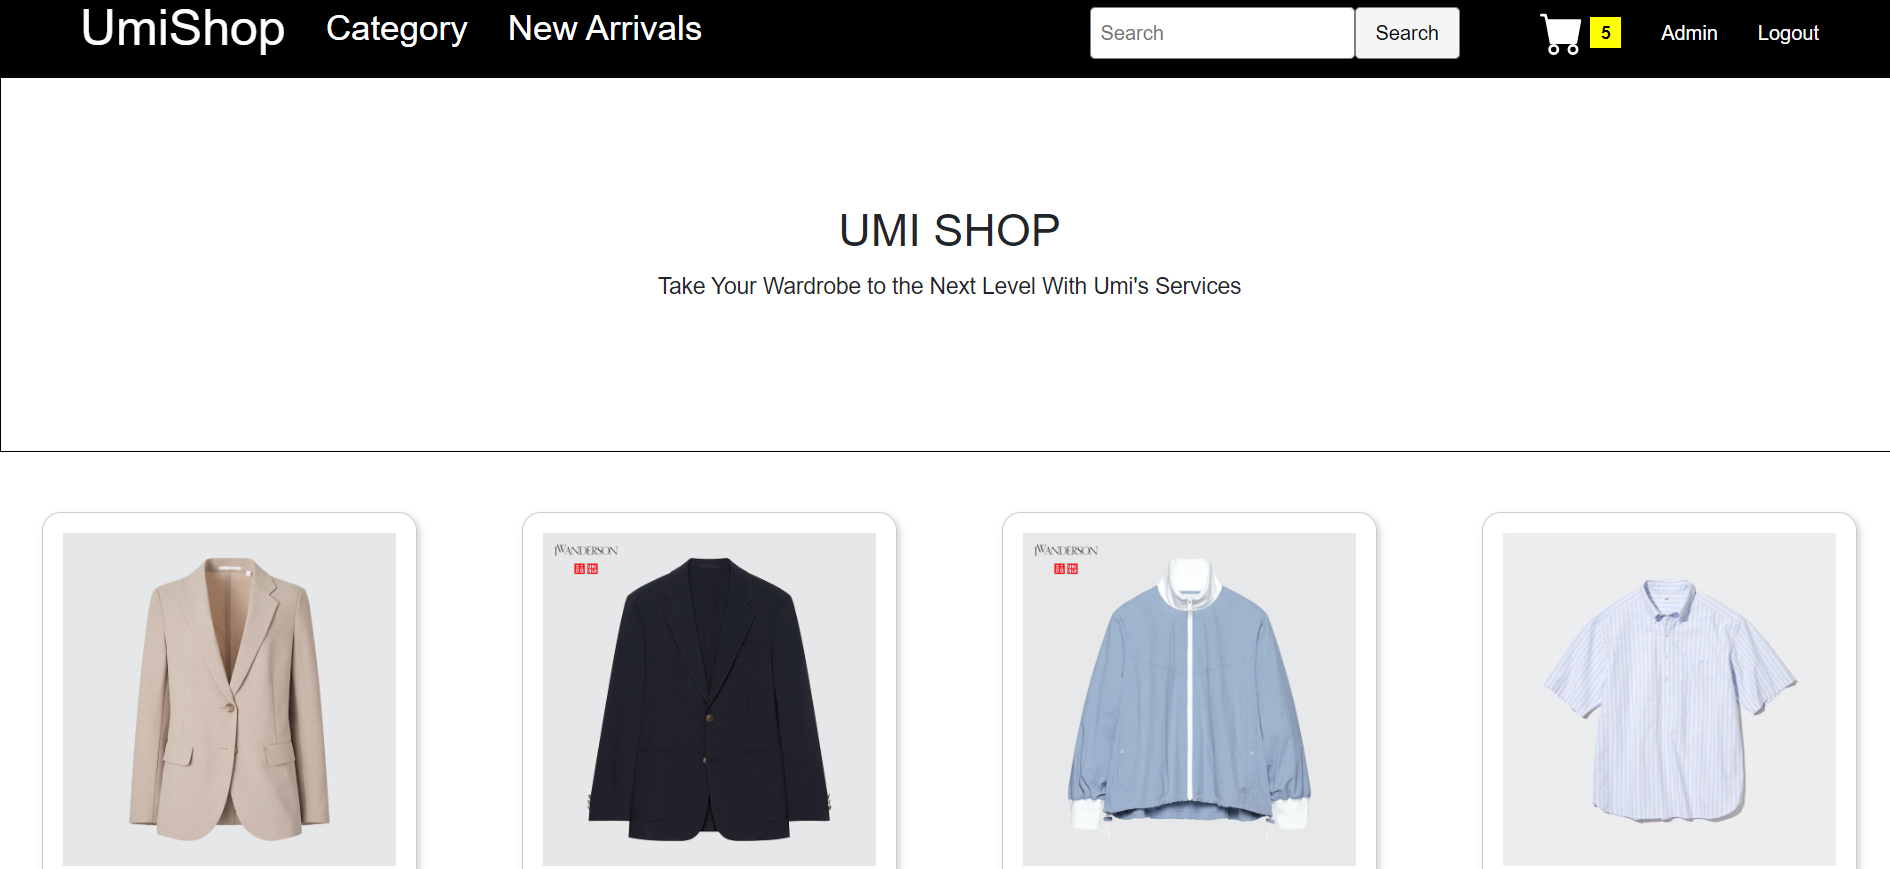 UmiShop Category New Arrivals Search Search 5 Admin Logout
UMI SHOP
Take Your Wardrobe to the Next Level With Umi's Services
JWANDERSON
JWANDERSON